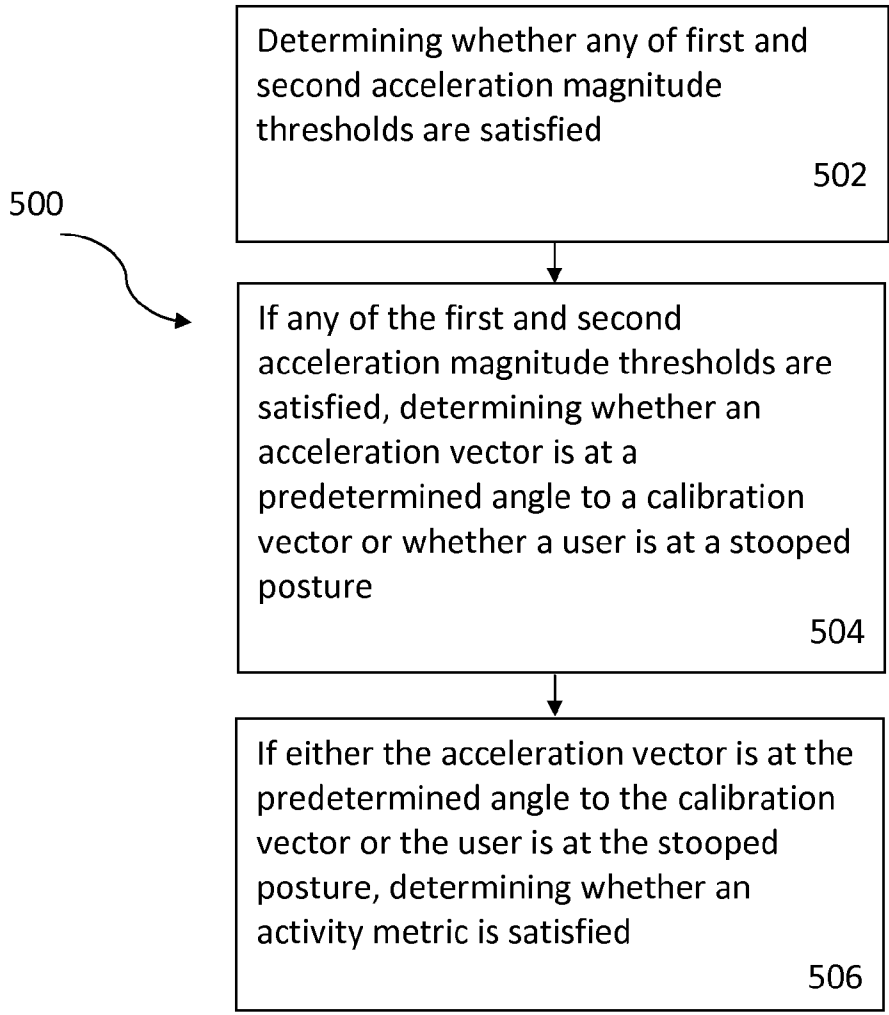 Determining whether any of first and
second acceleration magnitude
thresholds are satisfied
502
500
If any of the first and second
acceleration magnitude thresholds are
satisfied, determining whether an
acceleration vector is at a
predetermined angle to a calibration
vector or whether a user is at a stooped
posture
504
If either the acceleration vector is at the
predetermined angle to the calibration
vector or the user is at the stooped
posture, determining whether an
activity metric is satisfied
506